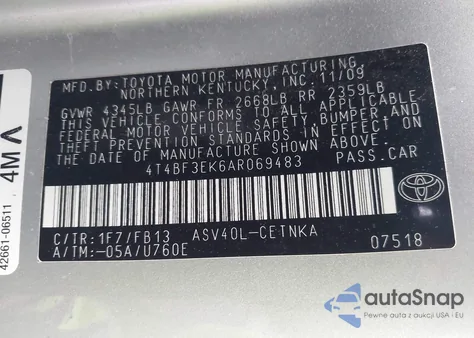 MFD.BY:TOYOTA MOTOR MANUFACTURING,
NORTHERN KENTUCKY,INC.11/09
GVWR 4345LB GAWR FR 2668LB RR 2359LB
THIS VEHICLE CONFORMS TO ALL APPLICABLE
FEDERAL MOTOR VEHICLE SAFETY, BUMPER, AND
THEFT PREVENTION STANDARDS IN EFFECT ON
THE DATE OF MANUFACTURE SHOWN ABOVE.
4T4BF3EK6AR069483 PASS.CAR
C/TR:1F7/FB13 ASV40L-CETNKA
A/TM:-05A/U760E 07518
TOYOTA
42661-06511 4M
autoSnap
Pewne auta z aukcji USA i EU